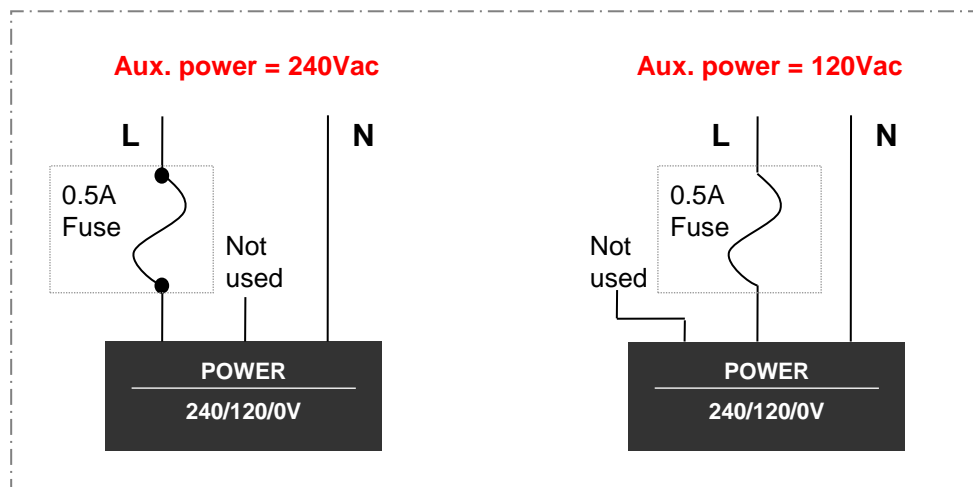 Aux. power = 240Vac
L
N
0.5A
Fuse
Not
used
POWER
240/120/0V
Aux. power = 120Vac
L
N
0.5A
Fuse
Not
used
POWER
240/120/0V